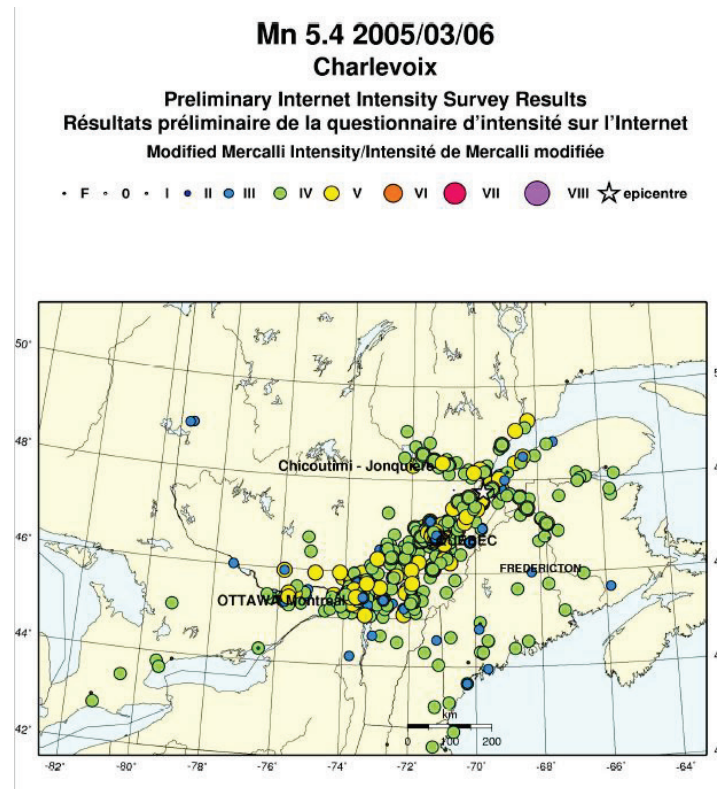 Mn 5.4 2005/03/06
Charlevoix
Preliminary Internet Intensity Survey Results
Résultats préliminaire de la questionnaire d'intensité sur l'Internet
Modified Mercalli Intensity/Intensité de Mercalli modifiée
F O I II III IV V VI VII VIII epicentre
50°
48°
Chicoutimi - Jonquière
46°
QUEBEC
FREDERICTON
OTTAWA Montreal
44°
km
42°
0 100 200
-82° -80° -78° -76° -74° -72° -70° -68° -66° -64°